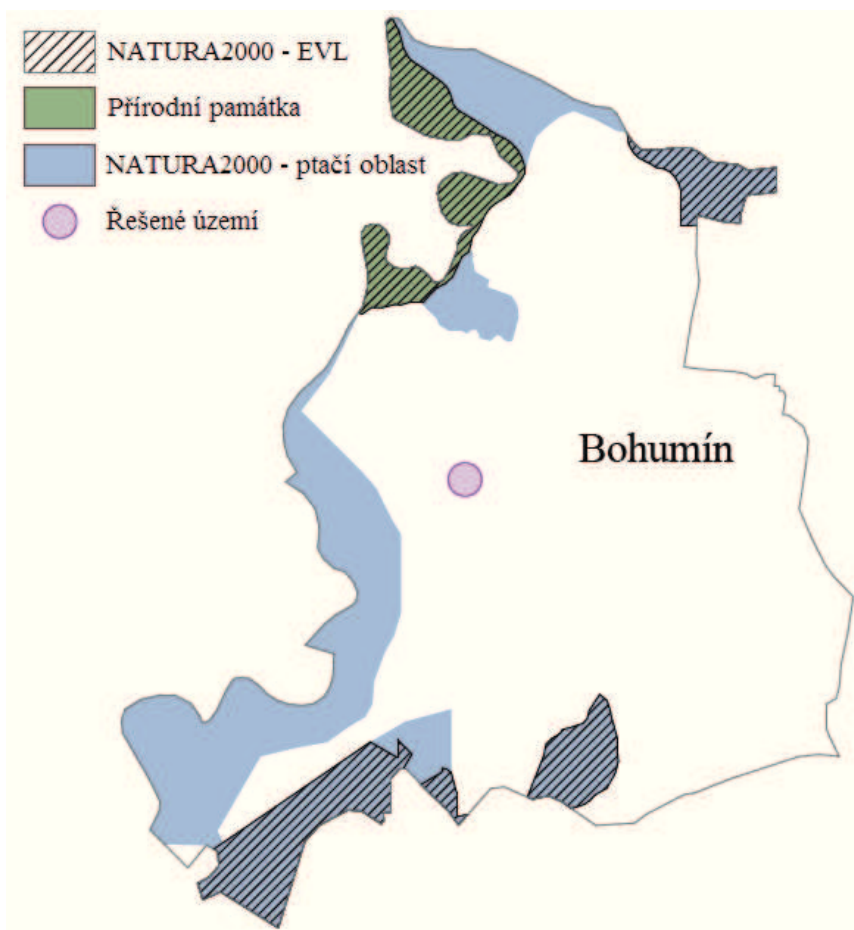 NATURA2000 - EVL
Přírodní památka
NATURA2000 - ptačí oblast
Řešené území
Bohumín